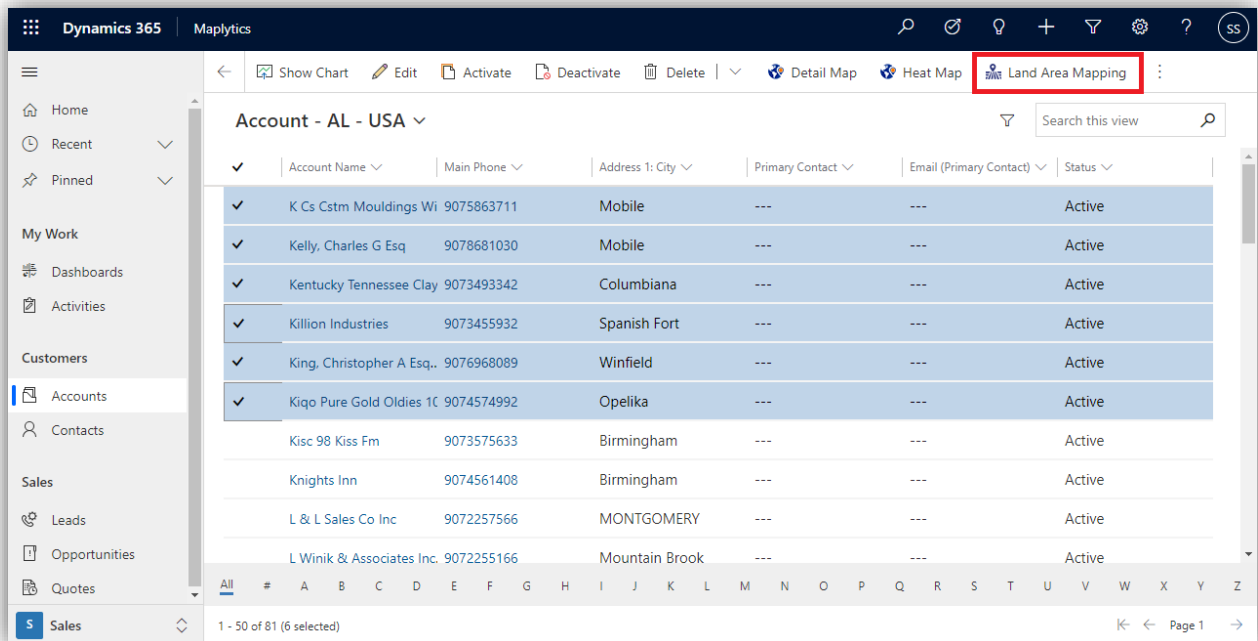 Dynamics 365 Maplytics SS
Show Chart Edit Activate Deactivate Delete Detail Map Heat Map Land Area Mapping
Home
Recent
Pinned
My Work
Dashboards
Activities
Customers
Accounts
Contacts
Sales
Leads
Opportunities
Quotes
S Sales
Account - AL - USA Search this view
Account Name Main Phone Address 1: City Primary Contact Email (Primary Contact) Status
K Cs Cstm Mouldings Wi 9075863711 Mobile --- --- Active
Kelly, Charles G Esq 9078681030 Mobile --- --- Active
Kentucky Tennessee Clay 9073493342 Columbiana --- --- Active
Killion Industries 9073455932 Spanish Fort --- --- Active
King, Christopher A Esq.. 9076968089 Winfield --- --- Active
Kiqo Pure Gold Oldies 10 9074574992 Opelika --- --- Active
Kisc 98 Kiss Fm 9073575633 Birmingham --- --- Active
Knights Inn 9074561408 Birmingham --- --- Active
L & L Sales Co Inc 9072257566 MONTGOMERY --- --- Active
L Winik & Associates Inc. 9072255166 Mountain Brook --- --- Active
All # A B C D E F G H I J K L M N O P Q R S T U V W X Y Z
1 - 50 of 81 (6 selected) Page 1